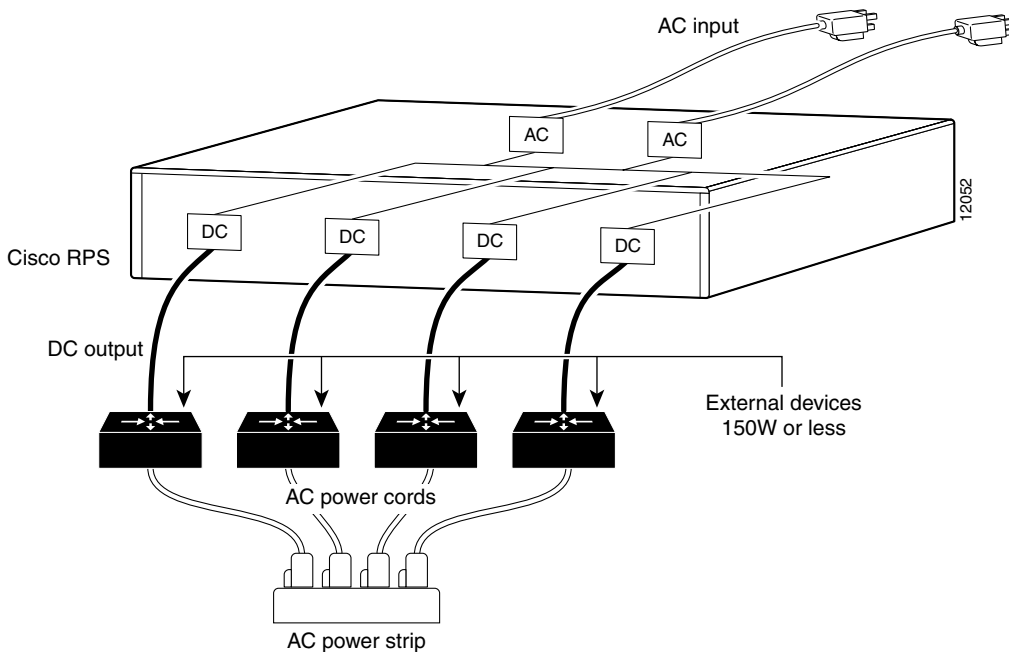 AC input
AC
AC
12052
DC
DC
DC
DC
Cisco RPS
DC output
External devices
150W or less
AC power cords
AC power strip